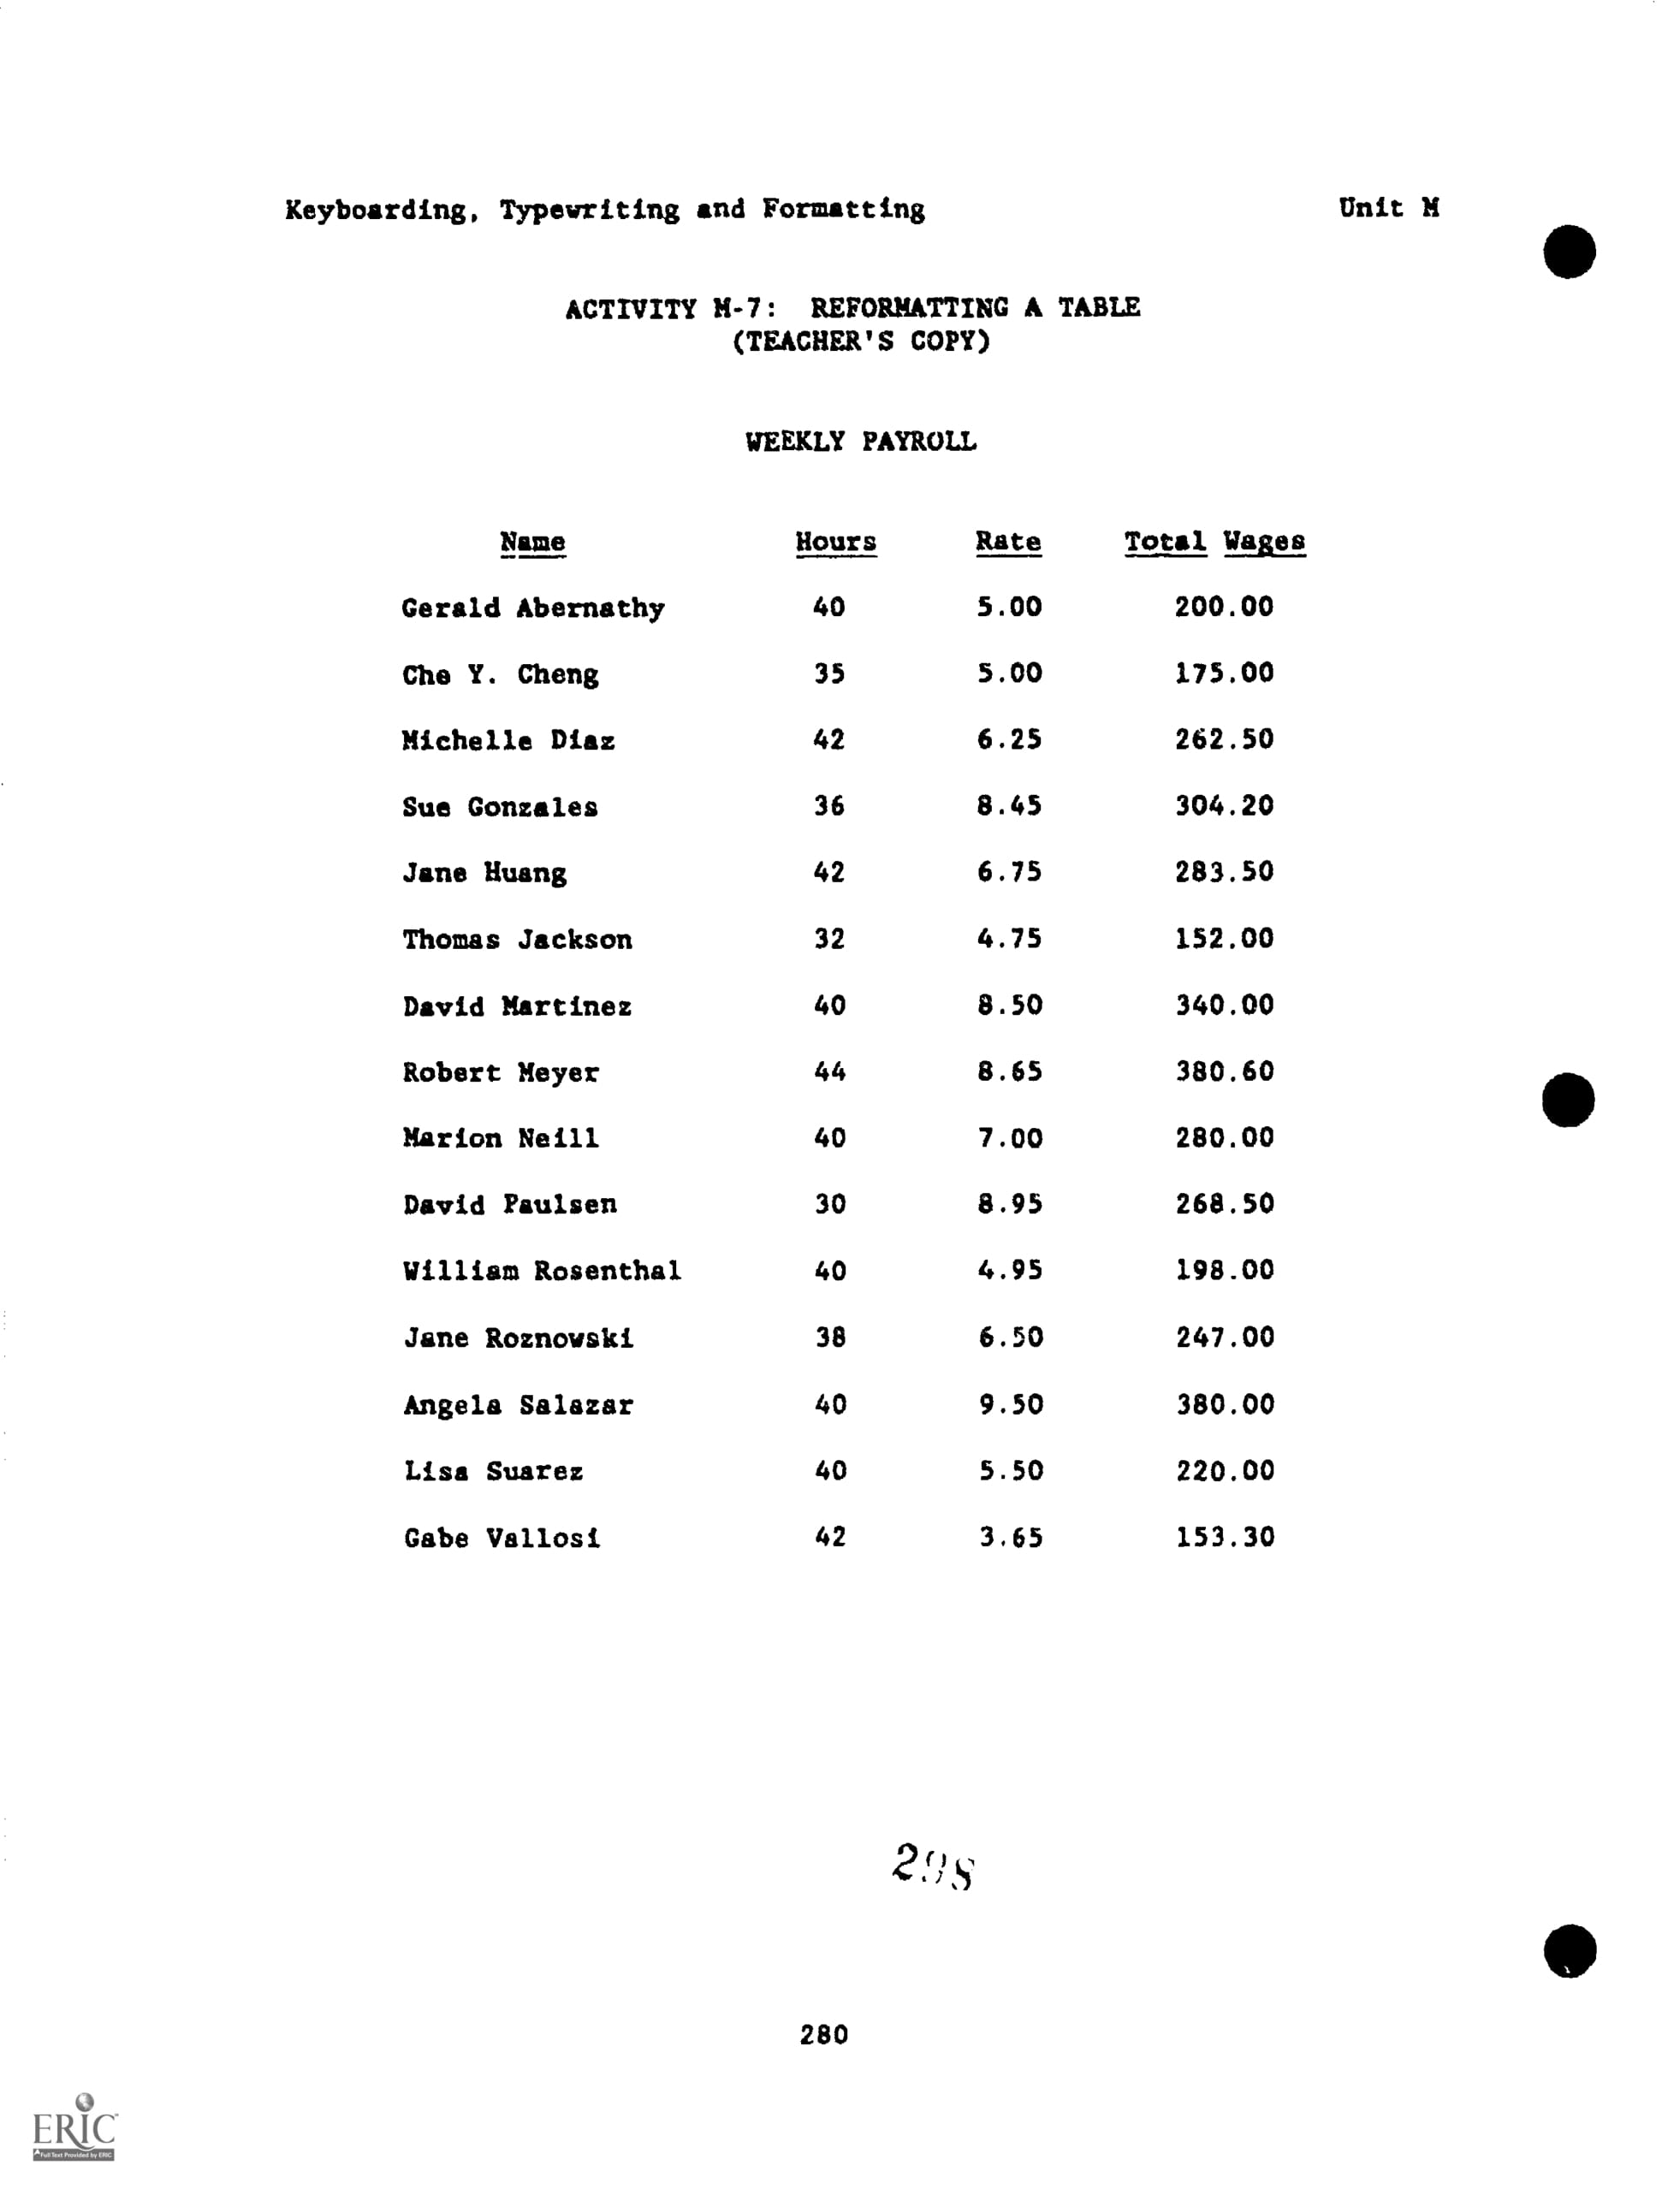 Keyboarding, Typewriting and Formatting Unit M
ACTIVITY M-7: REFORMATTING A TABLE
(TEACHER'S COPY)
WEEKLY PAYROLL
Name Hours Rate Total Wages
Gerald Abernathy 40 5.00 200.00
Che Y. Cheng 35 5.00 175.00
Michelle Diaz 42 6.25 262.50
Sue Gonzales 36 8.45 304.20
Jane Huang 42 6.75 283.50
Thomas Jackson 32 4.75 152.00
David Martinez 40 8.50 340.00
Robert Meyer 44 8.65 380.60
Marion Neill 40 7.00 280.00
David Paulsen 30 8.95 268.50
William Rosenthal 40 4.95 198.00
Jane Roznowski 38 6.50 247.00
Angela Salazar 40 9.50 380.00
Lisa Suarez 40 5.50 220.00
Gabe Vallosi 42 3.65 153.30
298
280
ERIC
Full Text Provided by ERIC